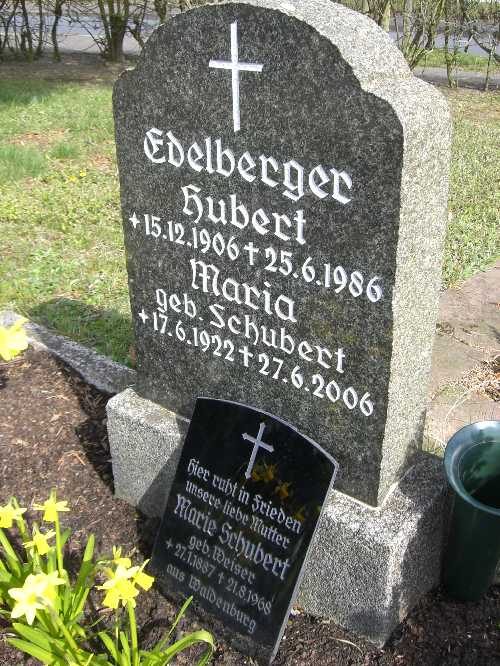 Edelberger
Hubert
+15.12.1906 †25.6.1986
Maria
geb. Schubert
+17.6.1922 †27.6.2006
Hier ruht in Frieden
unsere liebe Mutter
Marie Schubert
geb. Weiser
+27.1.1887 †21.8.1968
aus Waldenburg